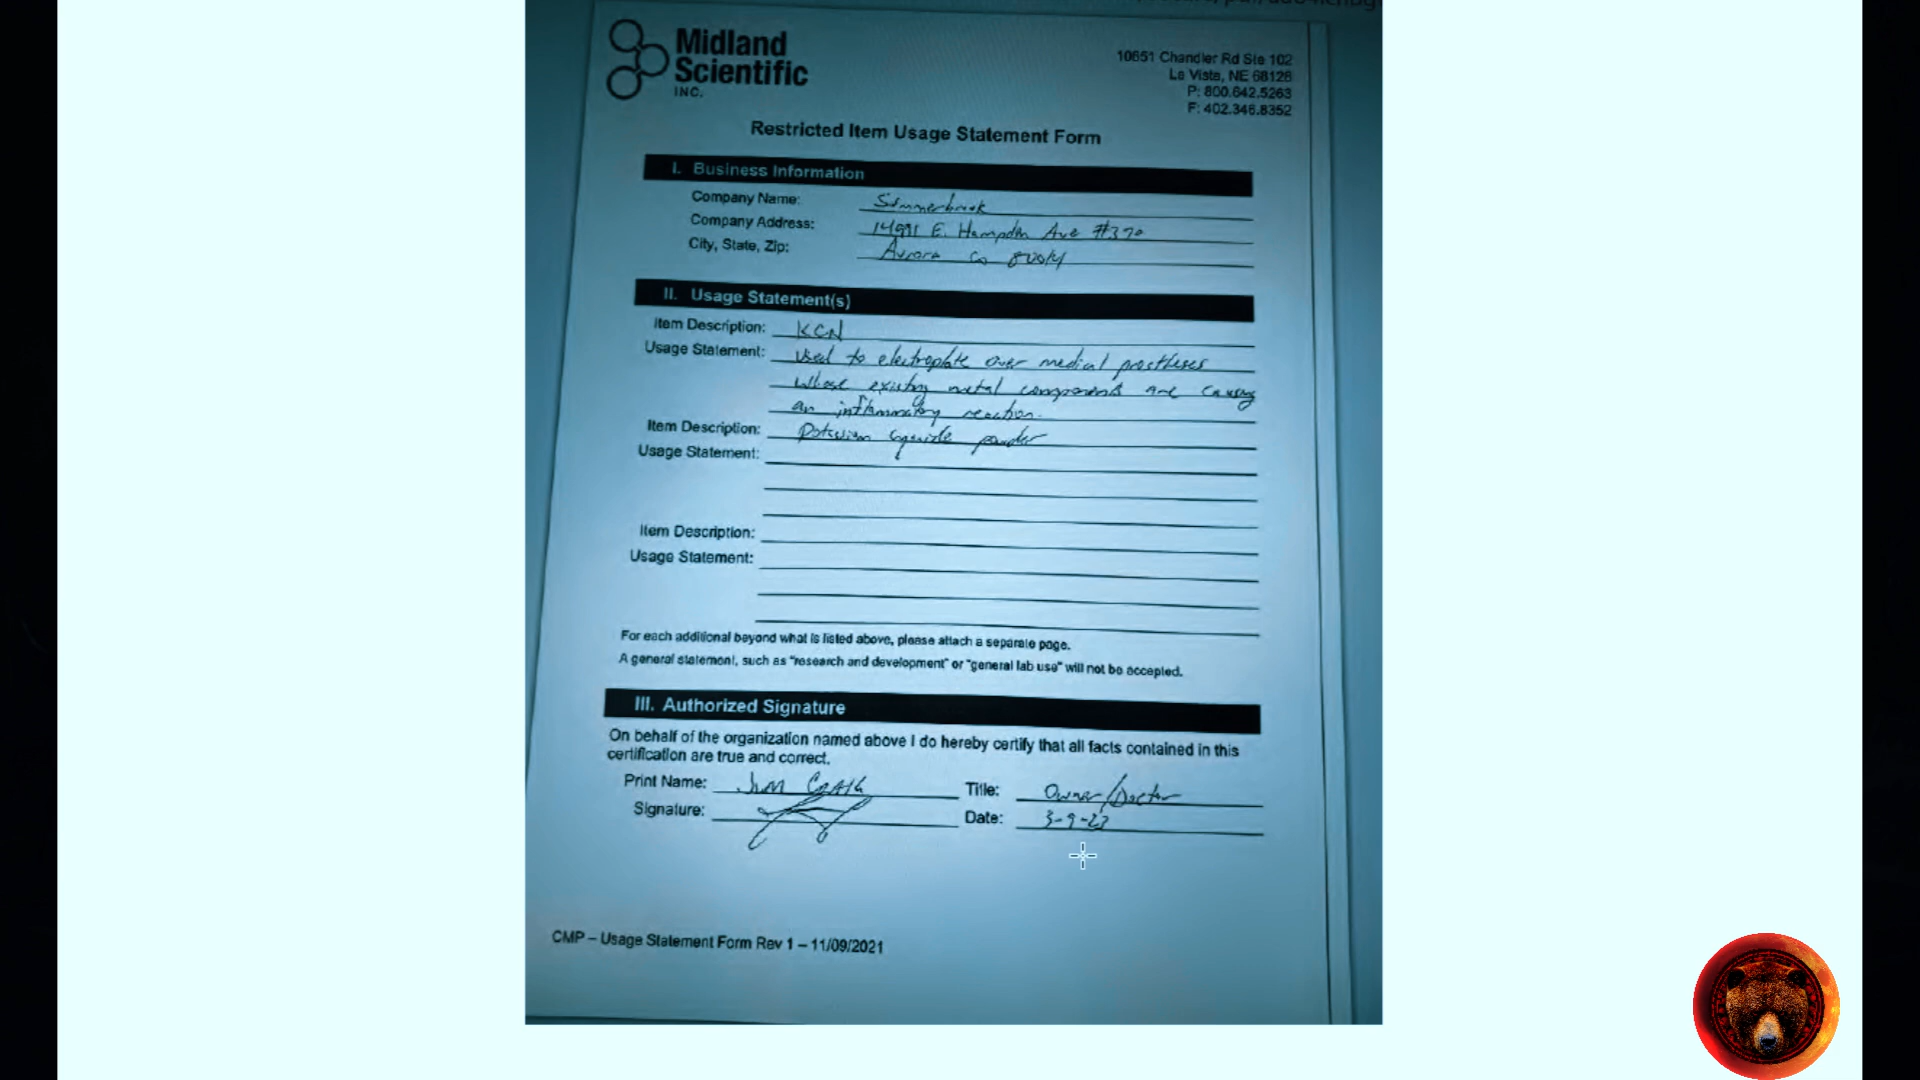 Midland
Scientific
INC.
10651 Chandler Rd Ste 102
La Vista, NE 68128
P: 800.642.5263
F: 402.346.8352
Restricted Item Usage Statement Form
I. Business Information
Company Name: Summerbrook
Company Address: 14991 E. Hampden Ave #370
City, State, Zip: Aurora Co 80014
II. Usage Statement(s)
Item Description: KCN
Usage Statement: Used to electroplate over medical prostheses
whose existing metal components are causing
an inflammatory reaction.
Item Description: Potassium cyanide powder
Usage Statement:
Item Description:
Usage Statement:
For each additional beyond what is listed above, please attach a separate page.
A general statement, such as "research and development" or "general lab use" will not be accepted.
III. Authorized Signature
On behalf of the organization named above I do hereby certify that all facts contained in this
certification are true and correct.
Print Name: Jim Craig Title: Owner/Doctor
Signature: Date: 3-9-23
CMP – Usage Statement Form Rev 1 – 11/09/2021